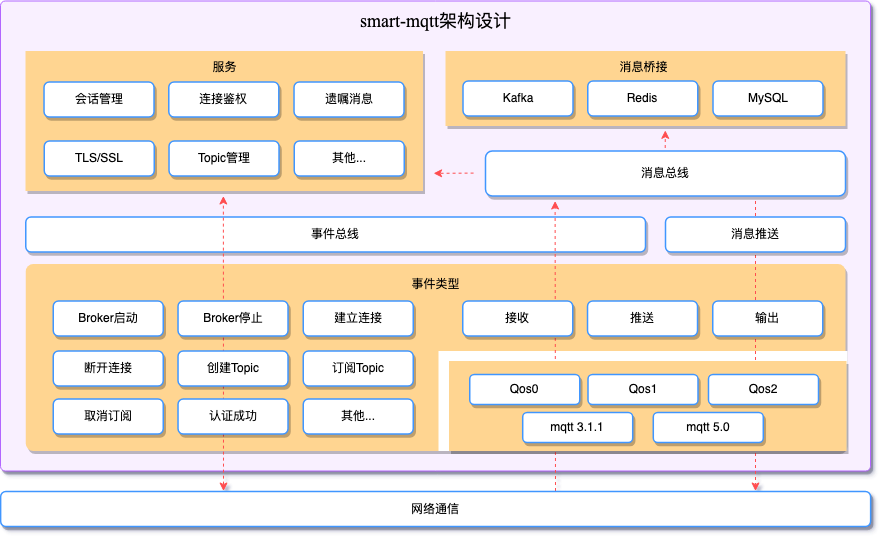 smart-mqtt架构设计
服务
会话管理
连接鉴权
遗嘱消息
TLS/SSL
Topic管理
其他...
消息桥接
Kafka
Redis
MySQL
消息总线
事件总线
消息推送
事件类型
Broker启动
Broker停止
建立连接
接收
推送
输出
断开连接
创建Topic
订阅Topic
取消订阅
认证成功
其他...
Qos0
Qos1
Qos2
mqtt 3.1.1
mqtt 5.0
网络通信